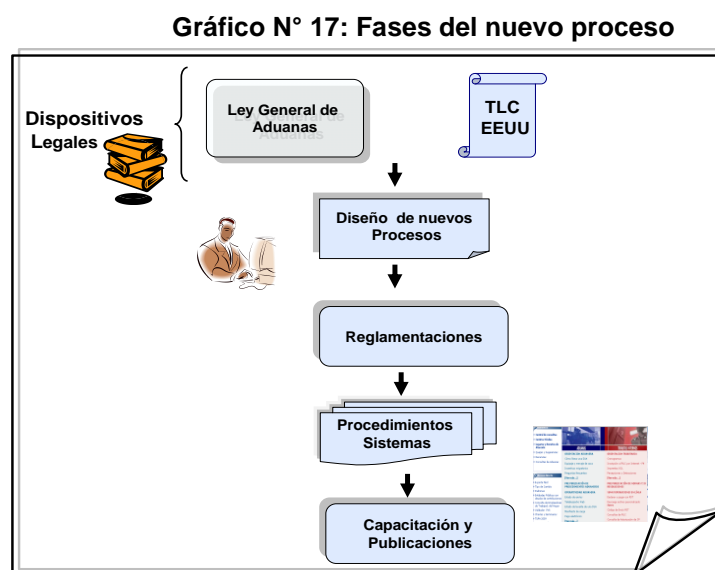 Gráfico N° 17: Fases del nuevo proceso
Dispositivos
Legales
Ley General de
Aduanas
TLC
EEUU
Diseño de nuevos
Procesos
Reglamentaciones
Procedimientos
Sistemas
Capacitación y
Publicaciones